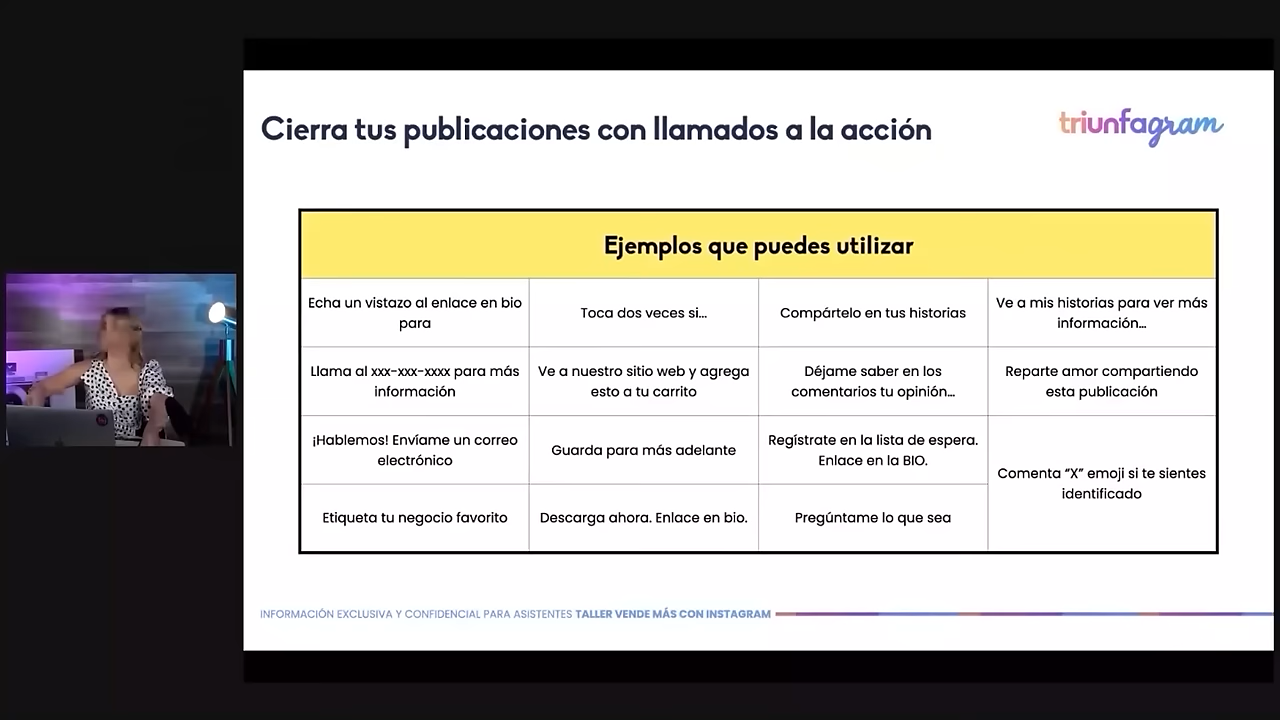 Cierra tus publicaciones con llamados a la acción
triunfagram
Ejemplos que puedes utilizar
Echa un vistazo al enlace en bio
para
Toca dos veces si...
Compártelo en tus historias
Ve a mis historias para ver más
información...
Llama al xxx-xxx-xxxx para más
información
Ve a nuestro sitio web y agrega
esto a tu carrito
Déjame saber en los
comentarios tu opinión...
Reparte amor compartiendo
esta publicación
¡Hablemos! Envíame un correo
electrónico
Guarda para más adelante
Regístrate en la lista de espera.
Enlace en la BIO.
Comenta “X” emoji si te sientes
identificado
Etiqueta tu negocio favorito
Descarga ahora. Enlace en bio.
Pregúntame lo que sea
INFORMACIÓN EXCLUSIVA Y CONFIDENCIAL PARA ASISTENTES TALLER VENDE MÁS CON INSTAGRAM